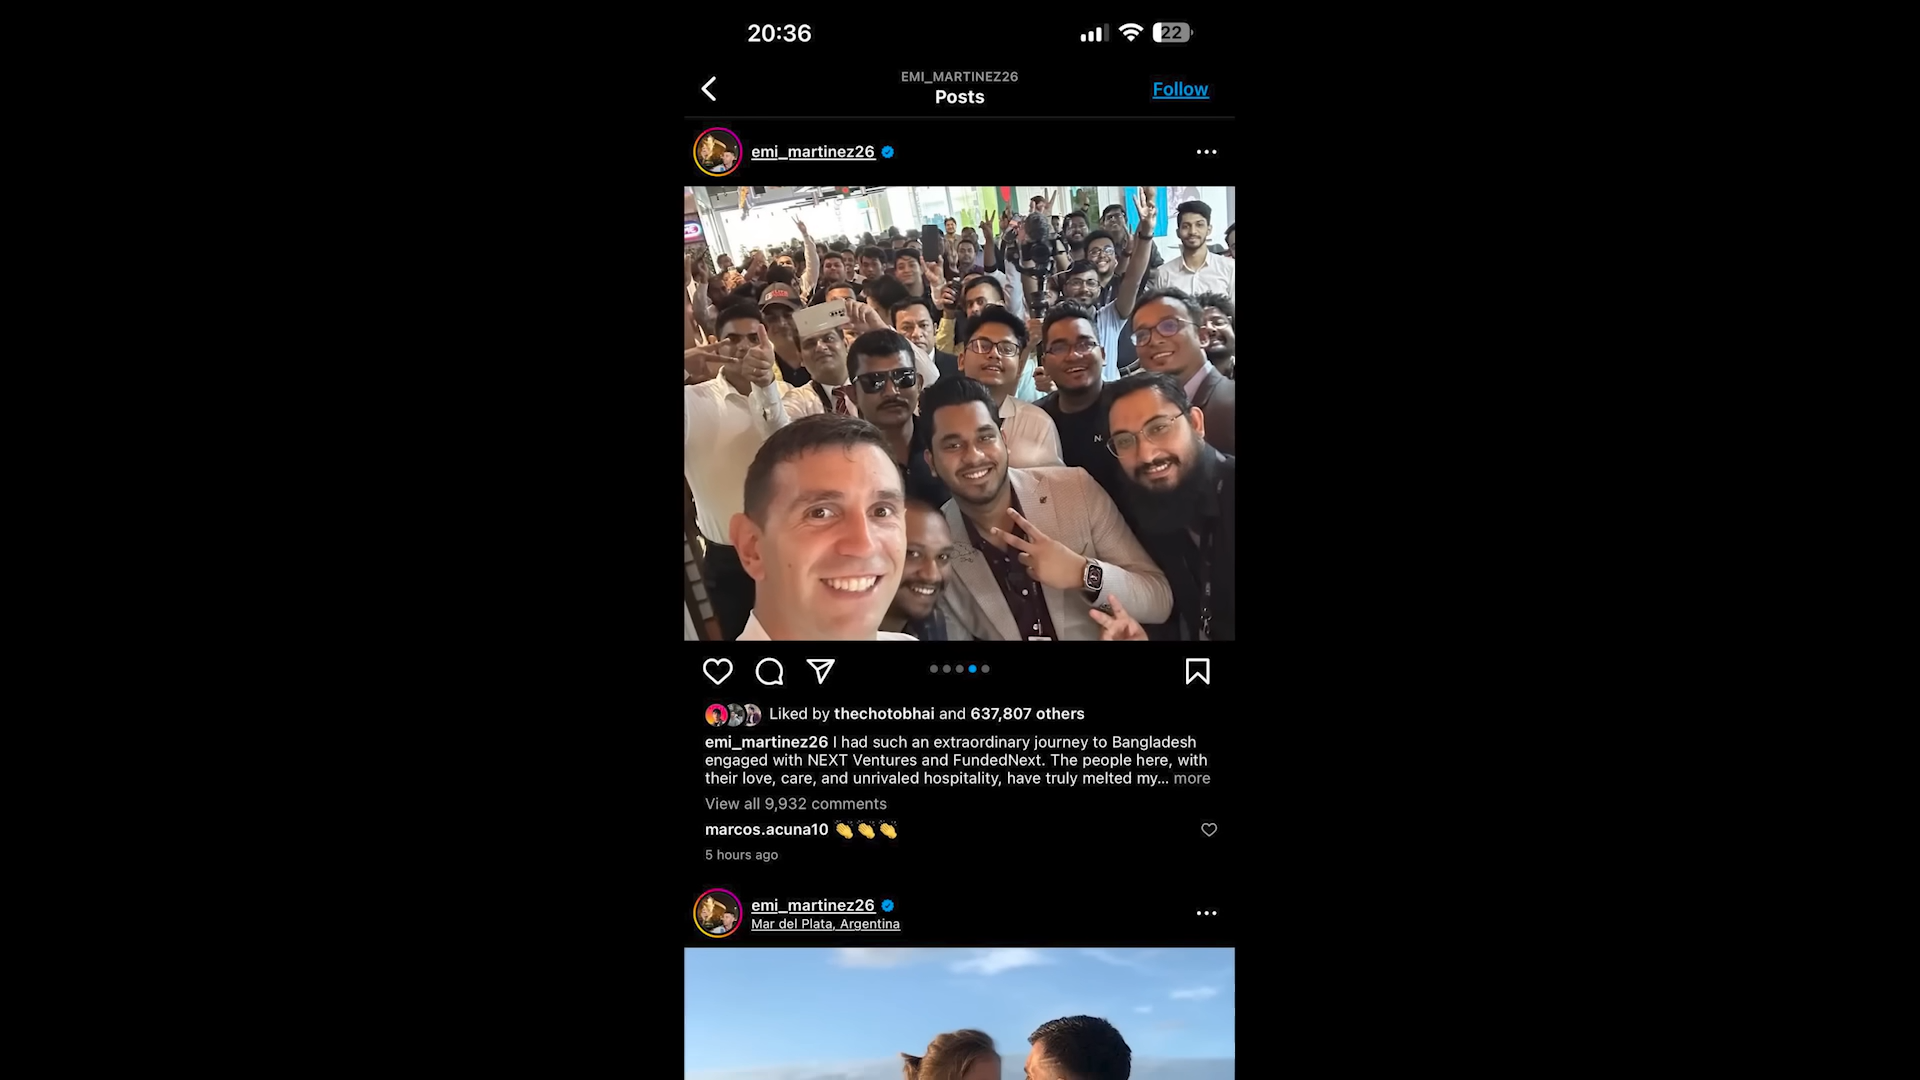 20:36
22
EMI_MARTINEZ26
Posts
Follow
emi_martinez26
N.
Liked by thechotobhai and 637,807 others
emi_martinez26 I had such an extraordinary journey to Bangladesh
engaged with NEXT Ventures and FundedNext. The people here, with
their love, care, and unrivaled hospitality, have truly melted my... more
View all 9,932 comments
marcos.acuna10 👏👏👏
5 hours ago
emi_martinez26
Mar del Plata, Argentina